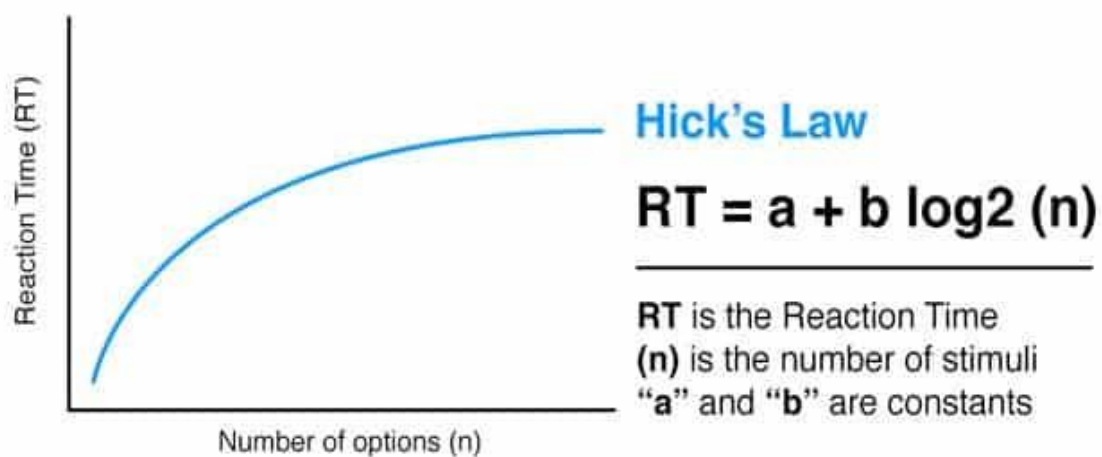 Reaction Time (RT)
Number of options (n)
Hick's Law
RT = a + b log2 (n)
RT is the Reaction Time
(n) is the number of stimuli
“a” and “b” are constants